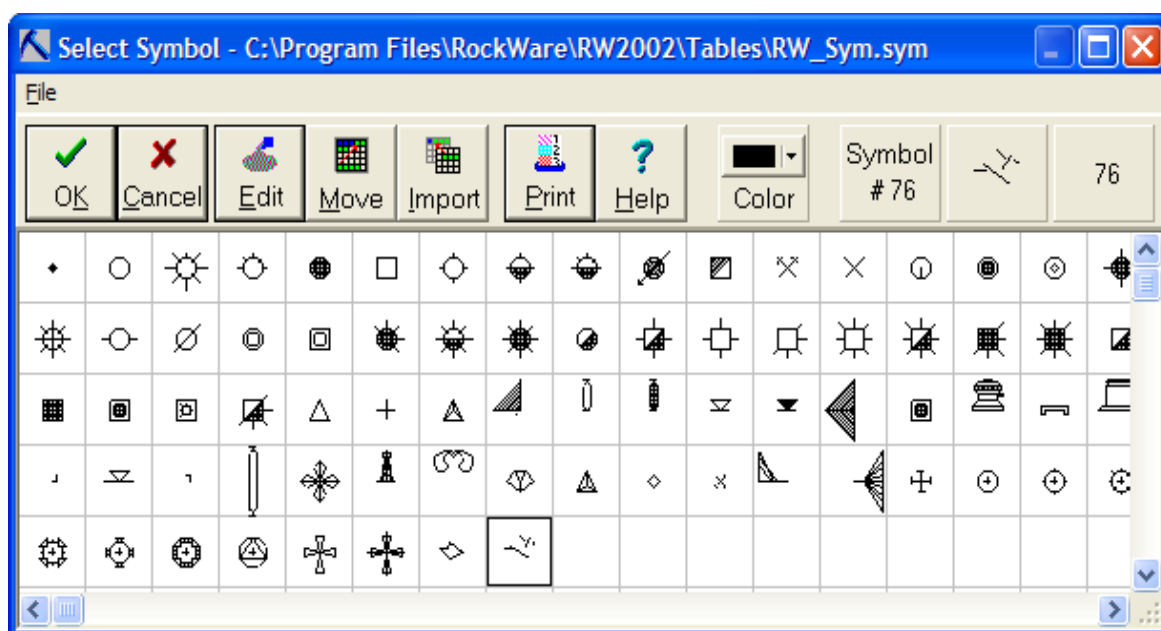 Select Symbol - C:\Program Files\RockWare\RW2002\Tables\RW_Sym.sym
File
OK Cancel Edit Move Import Print Help Color Symbol # 76 76